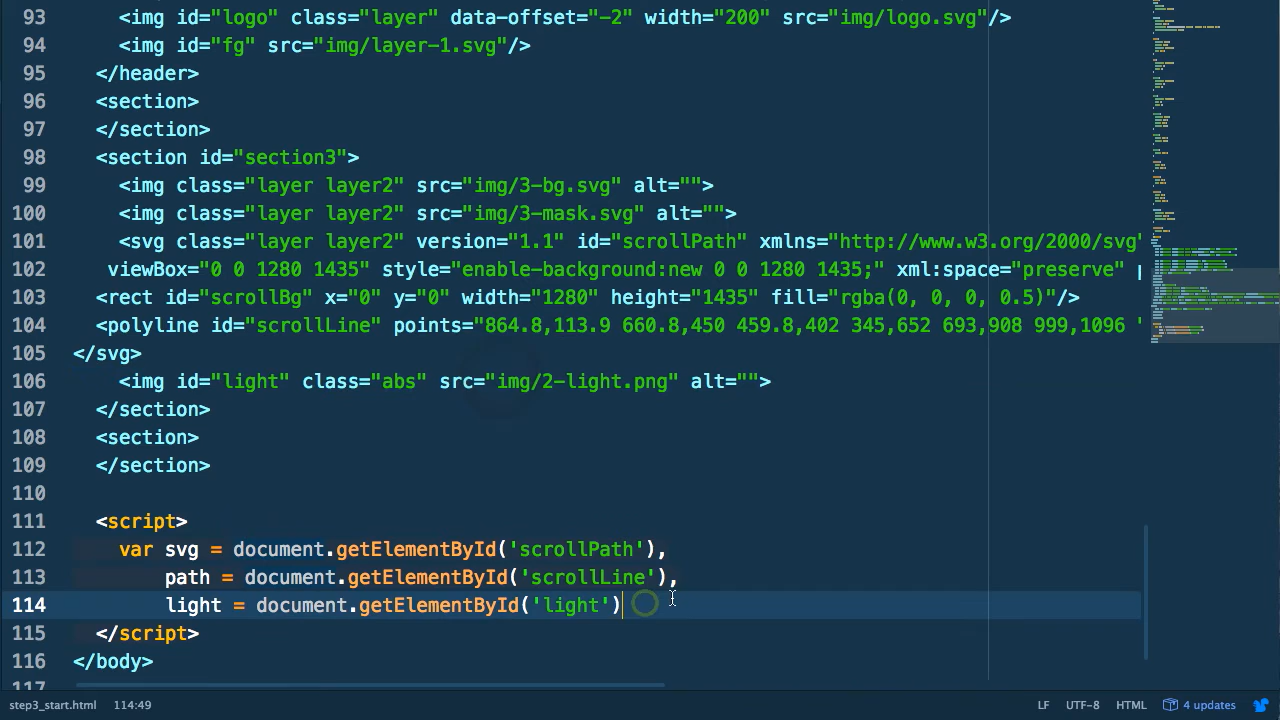 93 <img id="logo" class="layer" data-offset="-2" width="200" src="img/logo.svg"/>
94 <img id="fg" src="img/layer-1.svg"/>
95 </header>
96 <section>
97 </section>
98 <section id="section3">
99 <img class="layer layer2" src="img/3-bg.svg" alt="">
100 <img class="layer layer2" src="img/3-mask.svg" alt="">
101 <svg class="layer layer2" version="1.1" id="scrollPath" xmlns="http://www.w3.org/2000/svg"
102 viewBox="0 0 1280 1435" style="enable-background:new 0 0 1280 1435;" xml:space="preserve"
103 <rect id="scrollBg" x="0" y="0" width="1280" height="1435" fill="rgba(0, 0, 0, 0.5)"/>
104 <polyline id="scrollLine" points="864.8,113.9 660.8,456 459.8,402 345,652 693,908 999,1096 "
105 </svg>
106 <img id="light" class="abs" src="img/2-light.png" alt="">
107 </section>
108 <section>
109 </section>
110
111 <script>
112 var svg = document.getElementById('scrollPath'),
113 path = document.getElementById('scrollLine'),
114 light = document.getElementById('light')
115 </script>
116 </body>
117
step3_start.html 114:49 LF UTF-8 HTML 4 updates